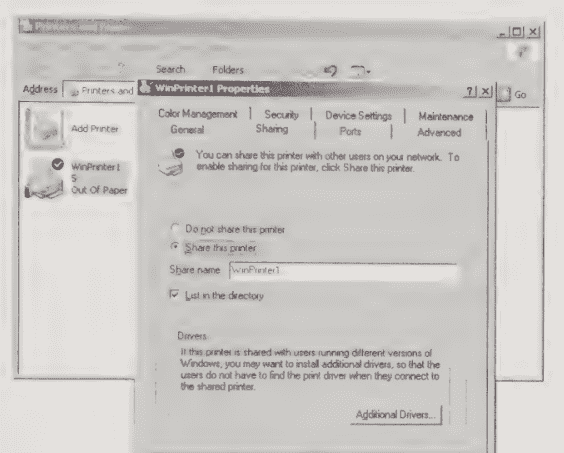 Search Folders
Address Printers and Go
WinPrinter1 Properties
Color Management Security Device Settings Maintenance
General Sharing Ports Advanced
Add Printer
WinPrinter1
5
Out Of Paper
You can share this printer with other users on your network. To
enable sharing for this printer, click Share this printer.
Do not share this printer
Share this printer
Share name WinPrinter1
List in the directory
Drivers
If this printer is shared with users running different versions of
Windows, you may want to install additional drivers, so that the
users do not have to find the print driver when they connect to
the shared printer.
Additional Drivers...